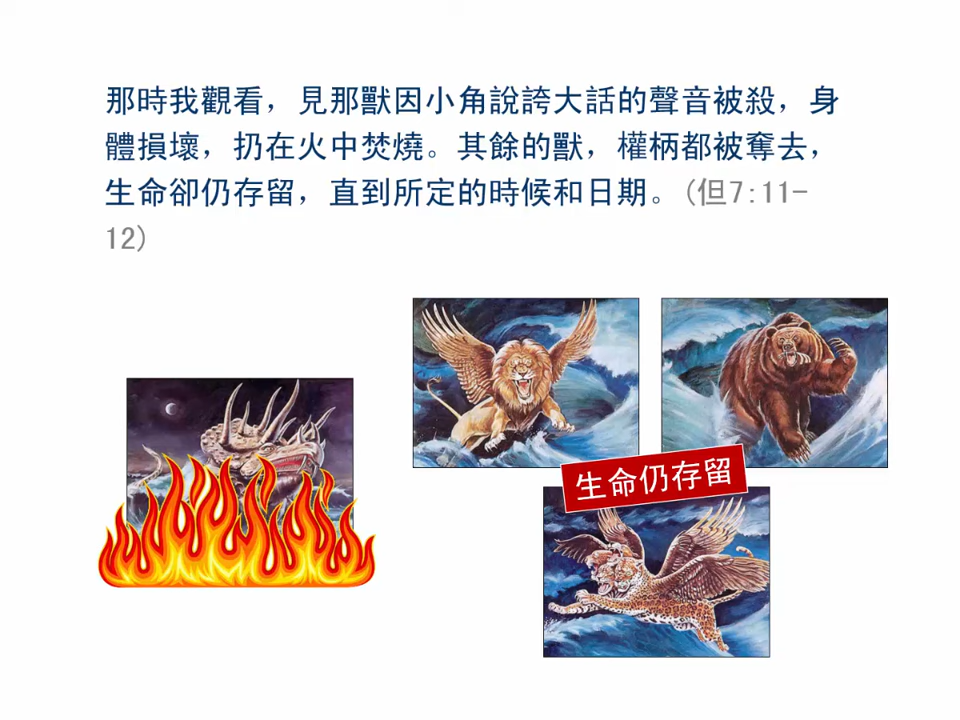 那時我觀看，見那獸因小角說誇大話的聲音被殺，身
體損壞，扔在火中焚燒。其餘的獸，權柄都被奪去，
生命卻仍存留，直到所定的時候和日期。(但7:11-
12)
生命仍存留